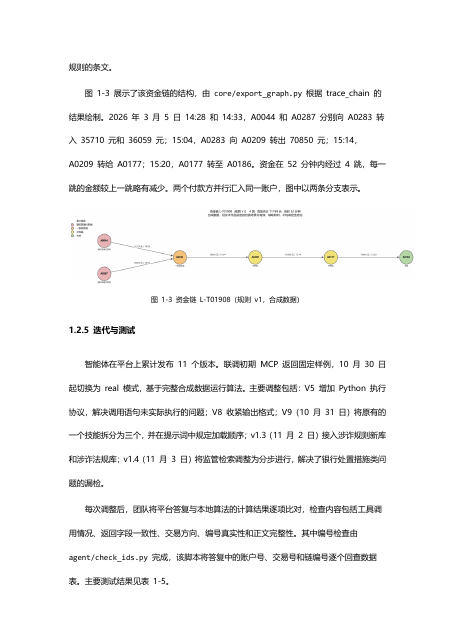 规则的条文。
图 1-3 展示了该资金链的结构，由 core/export_graph.py 根据 trace_chain 的
结果绘制。2026 年 3 月 5 日 14:28 和 14:33，A0044 和 A0287 分别向 A0283 转
入 35710 元和 36059 元；15:04，A0283 向 A0209 转出 70850 元；15:14，
A0209 转给 A0177；15:20，A0177 转至 A0186。资金在 52 分钟内经过 4 跳，每一
跳的金额较上一跳略有减少。两个付款方并行汇入同一账户，图中以两条分支表示。
图 1-3 资金链 L-T01908（规则 v1，合成数据）
1.2.5 迭代与测试
智能体在平台上累计发布 11 个版本。联调初期 MCP 返回固定样例，10 月 30 日
起切换为 real 模式，基于完整合成数据运行算法。主要调整包括：V5 增加 Python 执行
协议，解决调用语句未实际执行的问题；V8 收紧输出格式；V9（10 月 31 日）将原有的
一个技能拆分为三个，并在提示词中规定加载顺序；v1.3（11 月 2 日）接入涉诈规则新库
和涉诈法规库；v1.4（11 月 3 日）将监管检索调整为分步进行，解决了银行处置措施类问
题的漏检。
每次调整后，团队将平台答复与本地算法的计算结果逐项对比，检查内容包括工具调
用情况、返回字段一致性、交易方向、编号真实性和正文完整性。其中编号检查由
agent/check_ids.py 完成，该脚本将答复中的账户号、交易号和链编号逐个回查数据
表。主要测试结果见表 1-5。